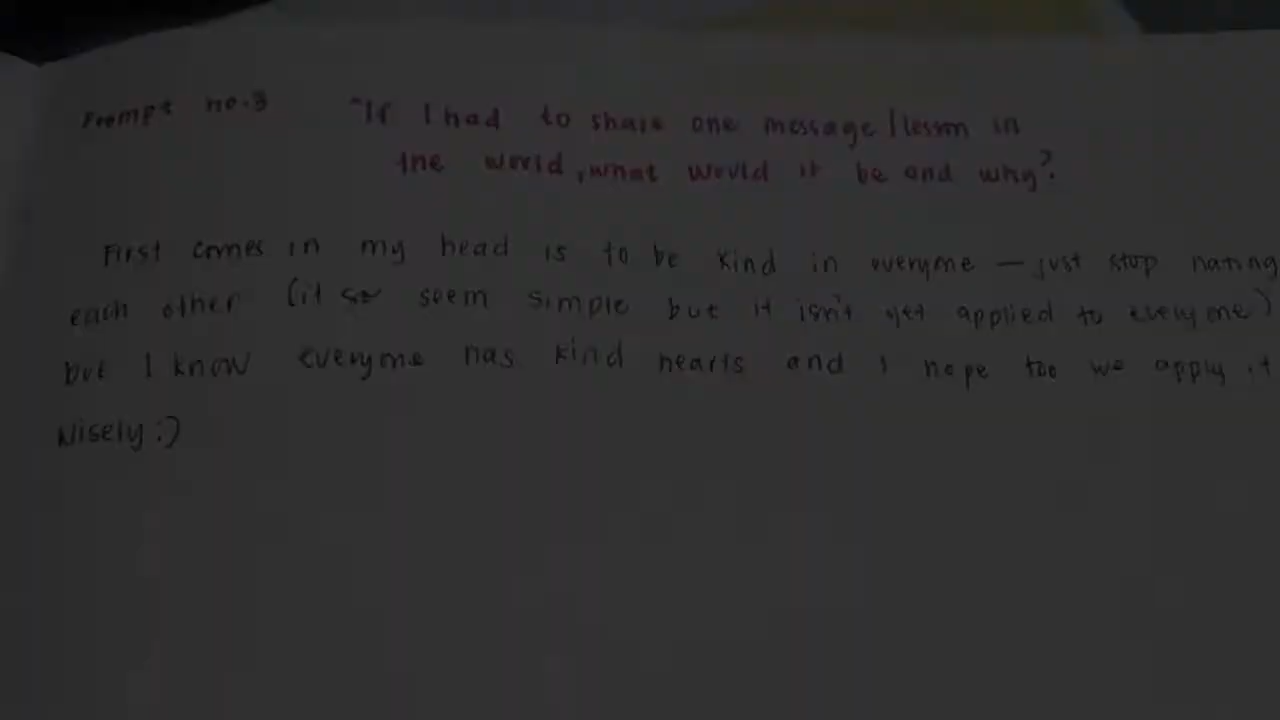 Prompt no.3 "If I had to share one message/lesson in
the world, what would it be and why?
First comes in my head is to be kind in everyone — just stop hating
each other (it so seem simple but it isn't yet applied to everyone)
but I know everyone has kind hearts and I hope too we apply it
wisely :)